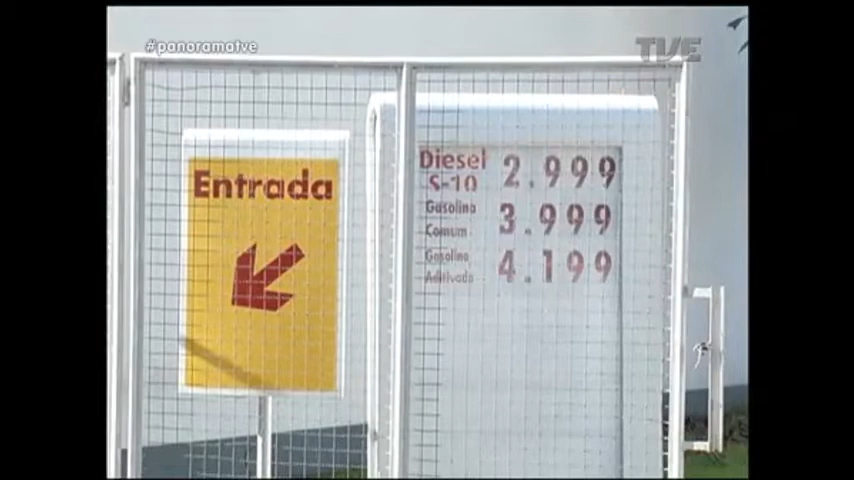 #panoramatve
TVE
Entrada
Diesel
S-10
2.999
Gasolina
Comum
3.999
Gasolina
Aditivada
4.199